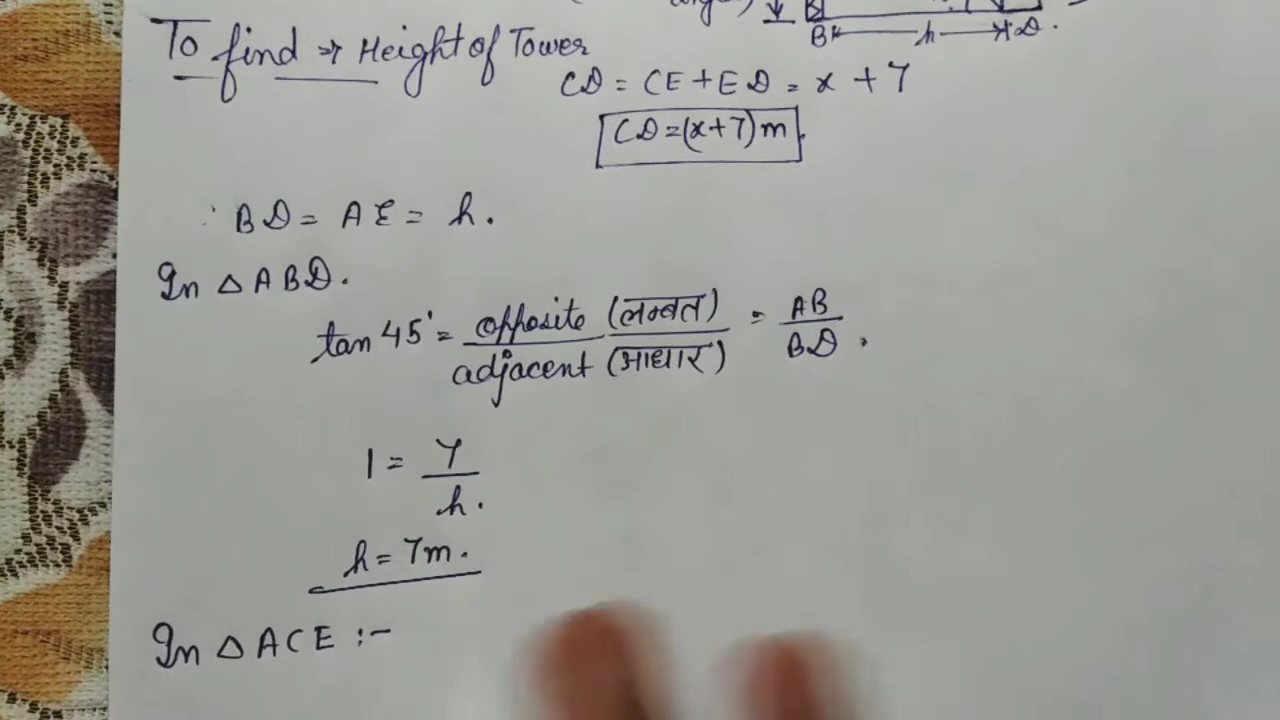 To find ⇒ Height of Tower
B h D.
CD = CE + ED = x + 7
CD = (x+7) m.
∴ BD = AE = h.
In △ ABD.
tan 45° = opposite (लम्बत) / adjacent (आधार) = AB / BD.
1 = 7 / h.
h = 7m.
In △ ACE :-